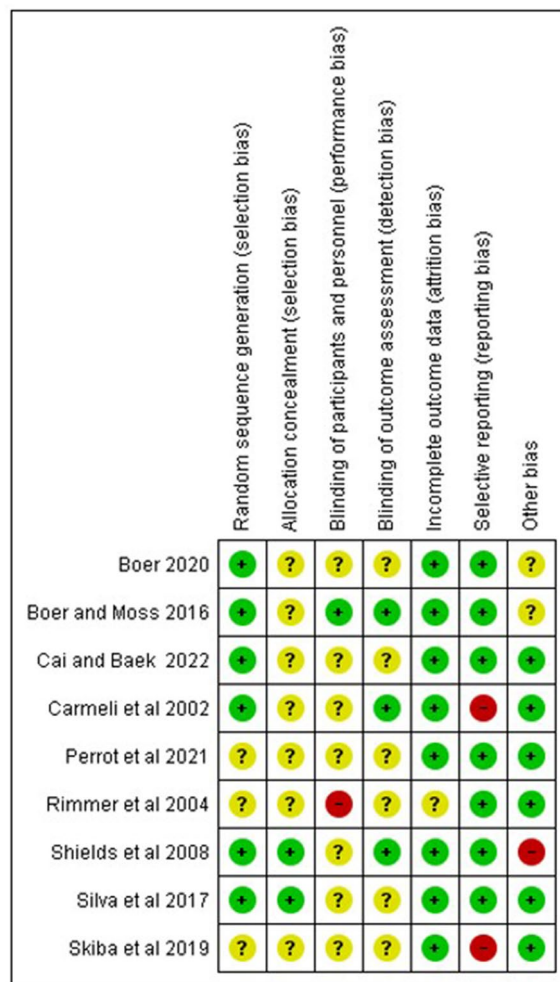 Random sequence generation (selection bias)
Allocation concealment (selection bias)
Blinding of participants and personnel (performance bias)
Blinding of outcome assessment (detection bias)
Incomplete outcome data (attrition bias)
Selective reporting (reporting bias)
Other bias
Boer 2020 + ? ? ? + + ?
Boer and Moss 2016 + ? + + + + ?
Cai and Baek 2022 + ? ? ? + + +
Carmeli et al 2002 + ? ? + + - +
Perrot et al 2021 ? ? ? ? + + +
Rimmer et al 2004 ? ? - ? ? + +
Shields et al 2008 + + ? + + + -
Silva et al 2017 + + ? ? + + +
Skiba et al 2019 ? ? ? ? + - +